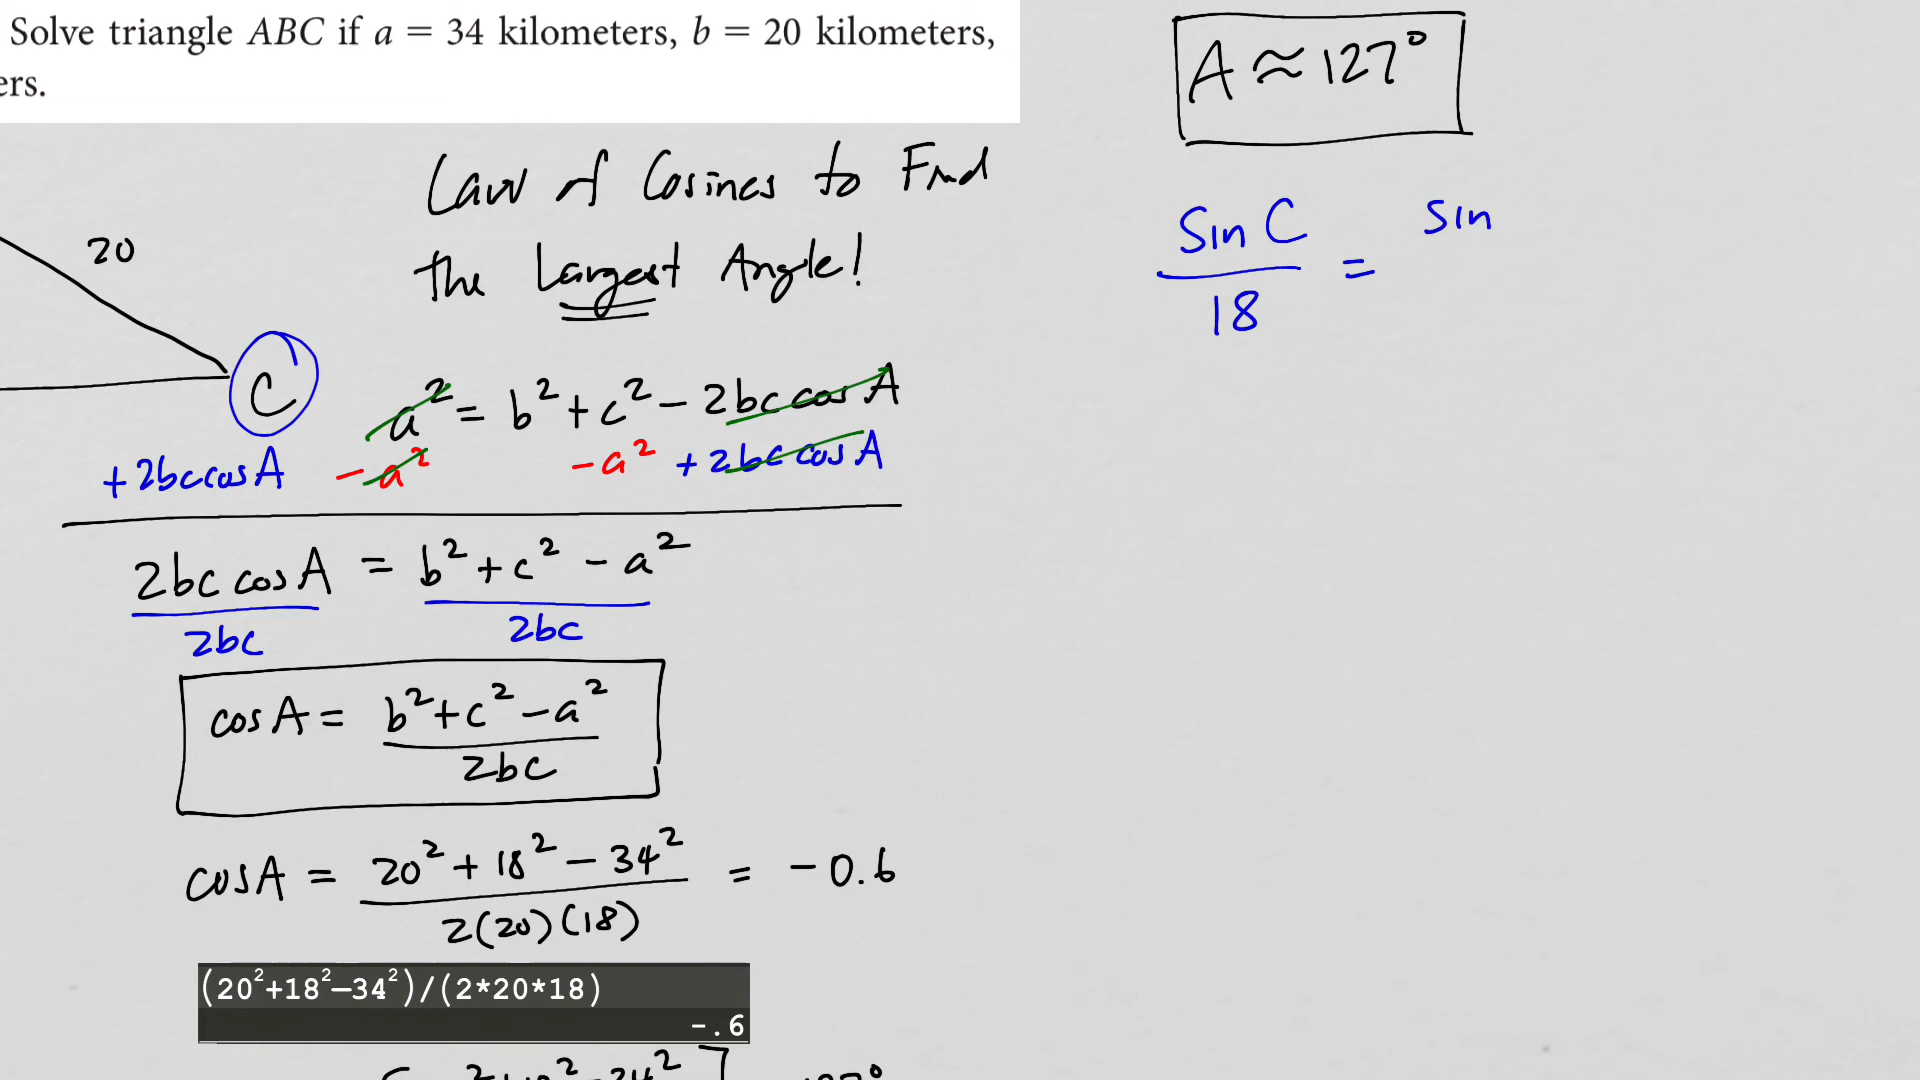 Solve triangle ABC if a = 34 kilometers, b = 20 kilometers,
ers.
A ≈ 127°
Law of Cosines to Find
the Largest Angle!
20
C
sin C / 18 = sin
a² = b² + c² − 2bc cos A
+2bc cos A − a² − a² + 2bc cos A
2bc cos A = b² + c² − a²
2bc 2bc
cos A = b² + c² − a² / 2bc
cos A = 20² + 18² − 34² / 2(20)(18) = −0.6
(20²+18²−34²)/(2*20*18)
-.6